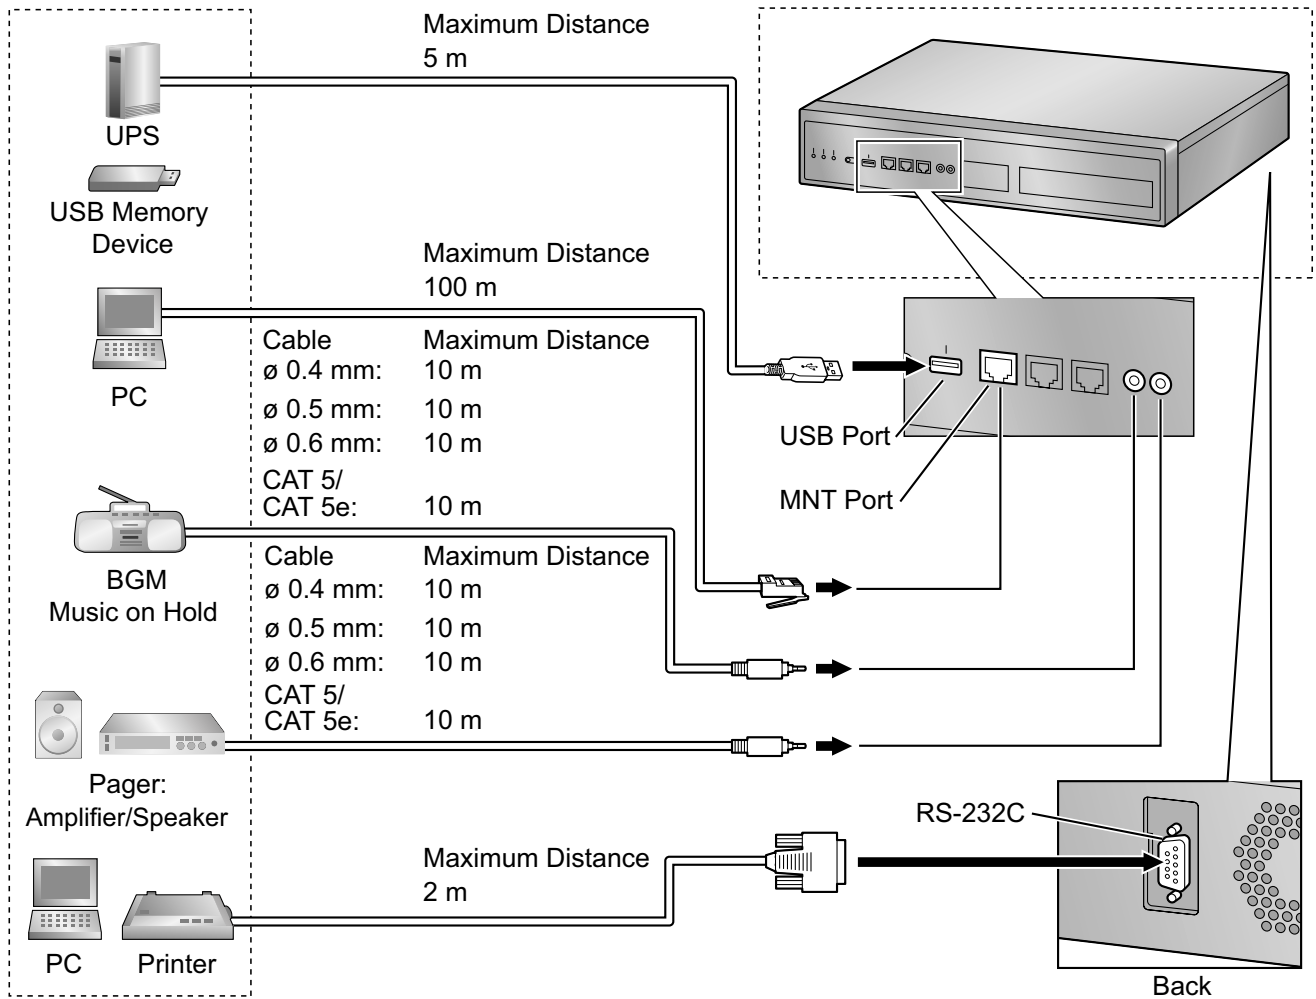 Maximum Distance
5 m
UPS
USB Memory
Device
Maximum Distance
100 m
PC
Cable Maximum Distance
ø 0.4 mm: 10 m
ø 0.5 mm: 10 m
ø 0.6 mm: 10 m
CAT 5/
CAT 5e: 10 m
USB Port
MNT Port
BGM
Music on Hold
Cable Maximum Distance
ø 0.4 mm: 10 m
ø 0.5 mm: 10 m
ø 0.6 mm: 10 m
CAT 5/
CAT 5e: 10 m
Pager:
Amplifier/Speaker
RS-232C
Maximum Distance
2 m
PC
Printer
Back